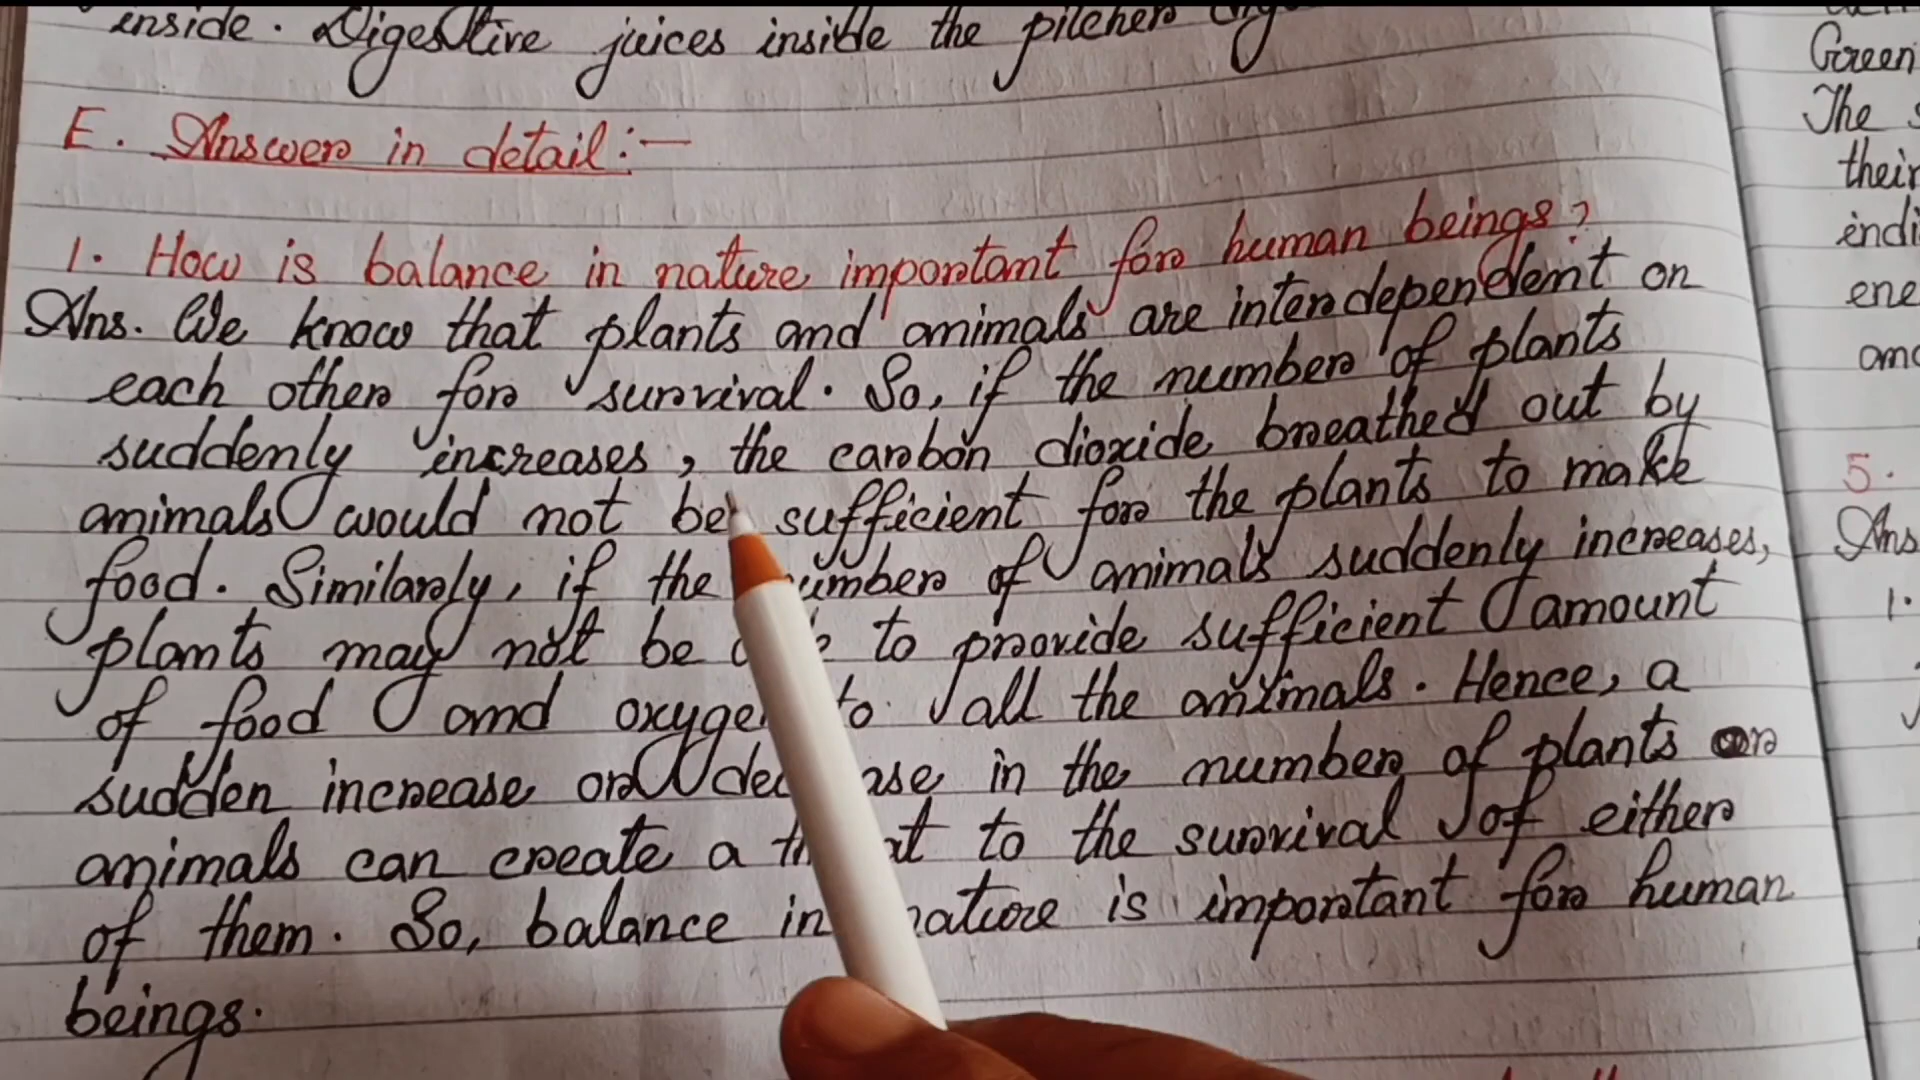 inside. Digestive juices inside the pitcher
E. Answer in detail:-
1. How is balance in nature important for human beings?
Ans. We know that plants and animals are interdependent on
each other for survival. So, if the number of plants
suddenly increases, the carbon dioxide breathed out by
animals would not be sufficient for the plants to make
food. Similarly, if the number of animals suddenly increases,
plants may not be to provide sufficient amount
of food and oxygen to all the animals. Hence, a
sudden increase or decrease in the number of plants or
animals can create a threat to the survival of either
of them. So, balance in nature is important for human
beings.
Green
The
their
5.
Ans
1.